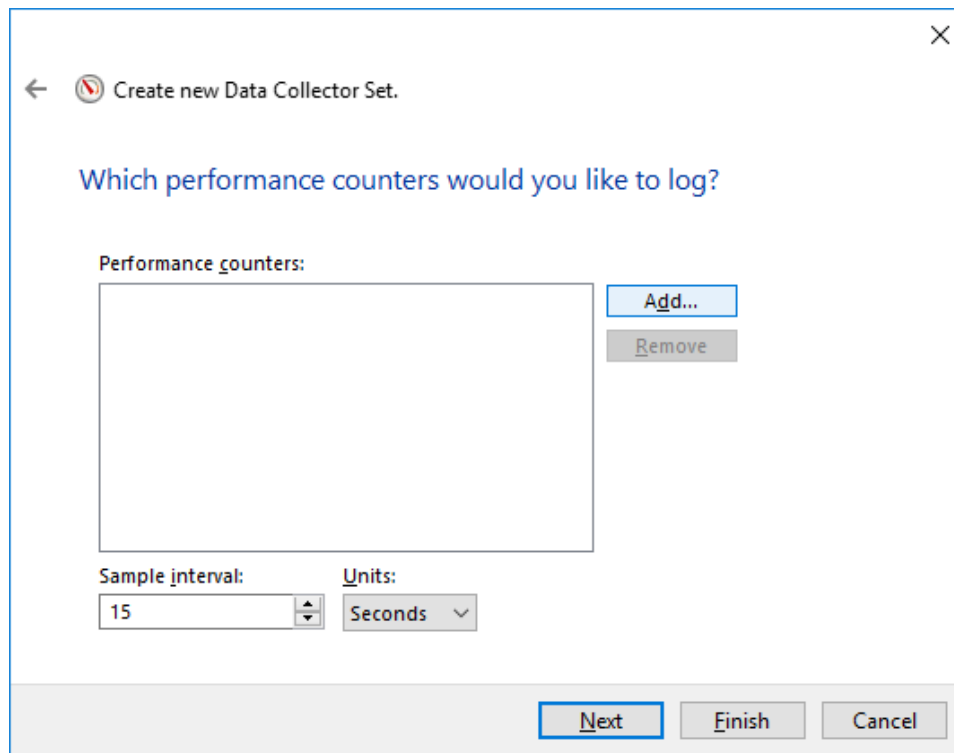 Create new Data Collector Set.
Which performance counters would you like to log?
Performance counters:
Add...
Remove
Sample interval:
Units:
15
Seconds
Next
Finish
Cancel